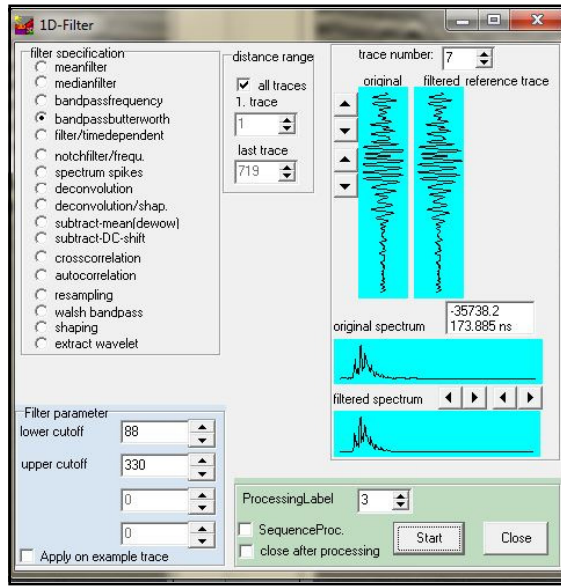 1D-Filter
filter specification
meanfilter
medianfilter
bandpassfrequency
bandpassbutterworth
filter/timedependent
notchfilter/frequ.
spectrum spikes
deconvolution
deconvolution/shap.
subtract-mean(dewow)
subtract-DC-shift
crosscorrelation
autocorrelation
resampling
walsh bandpass
shaping
extract wavelet
distance range
all traces
1. trace
1
last trace
719
trace number: 7
original filtered reference trace
-35738.2
original spectrum 173.885 ns
filtered spectrum
Filter parameter
lower cutoff 88
upper cutoff 330
0
0
Apply on example trace
ProcessingLabel 3
SequenceProc.
close after processing
Start Close